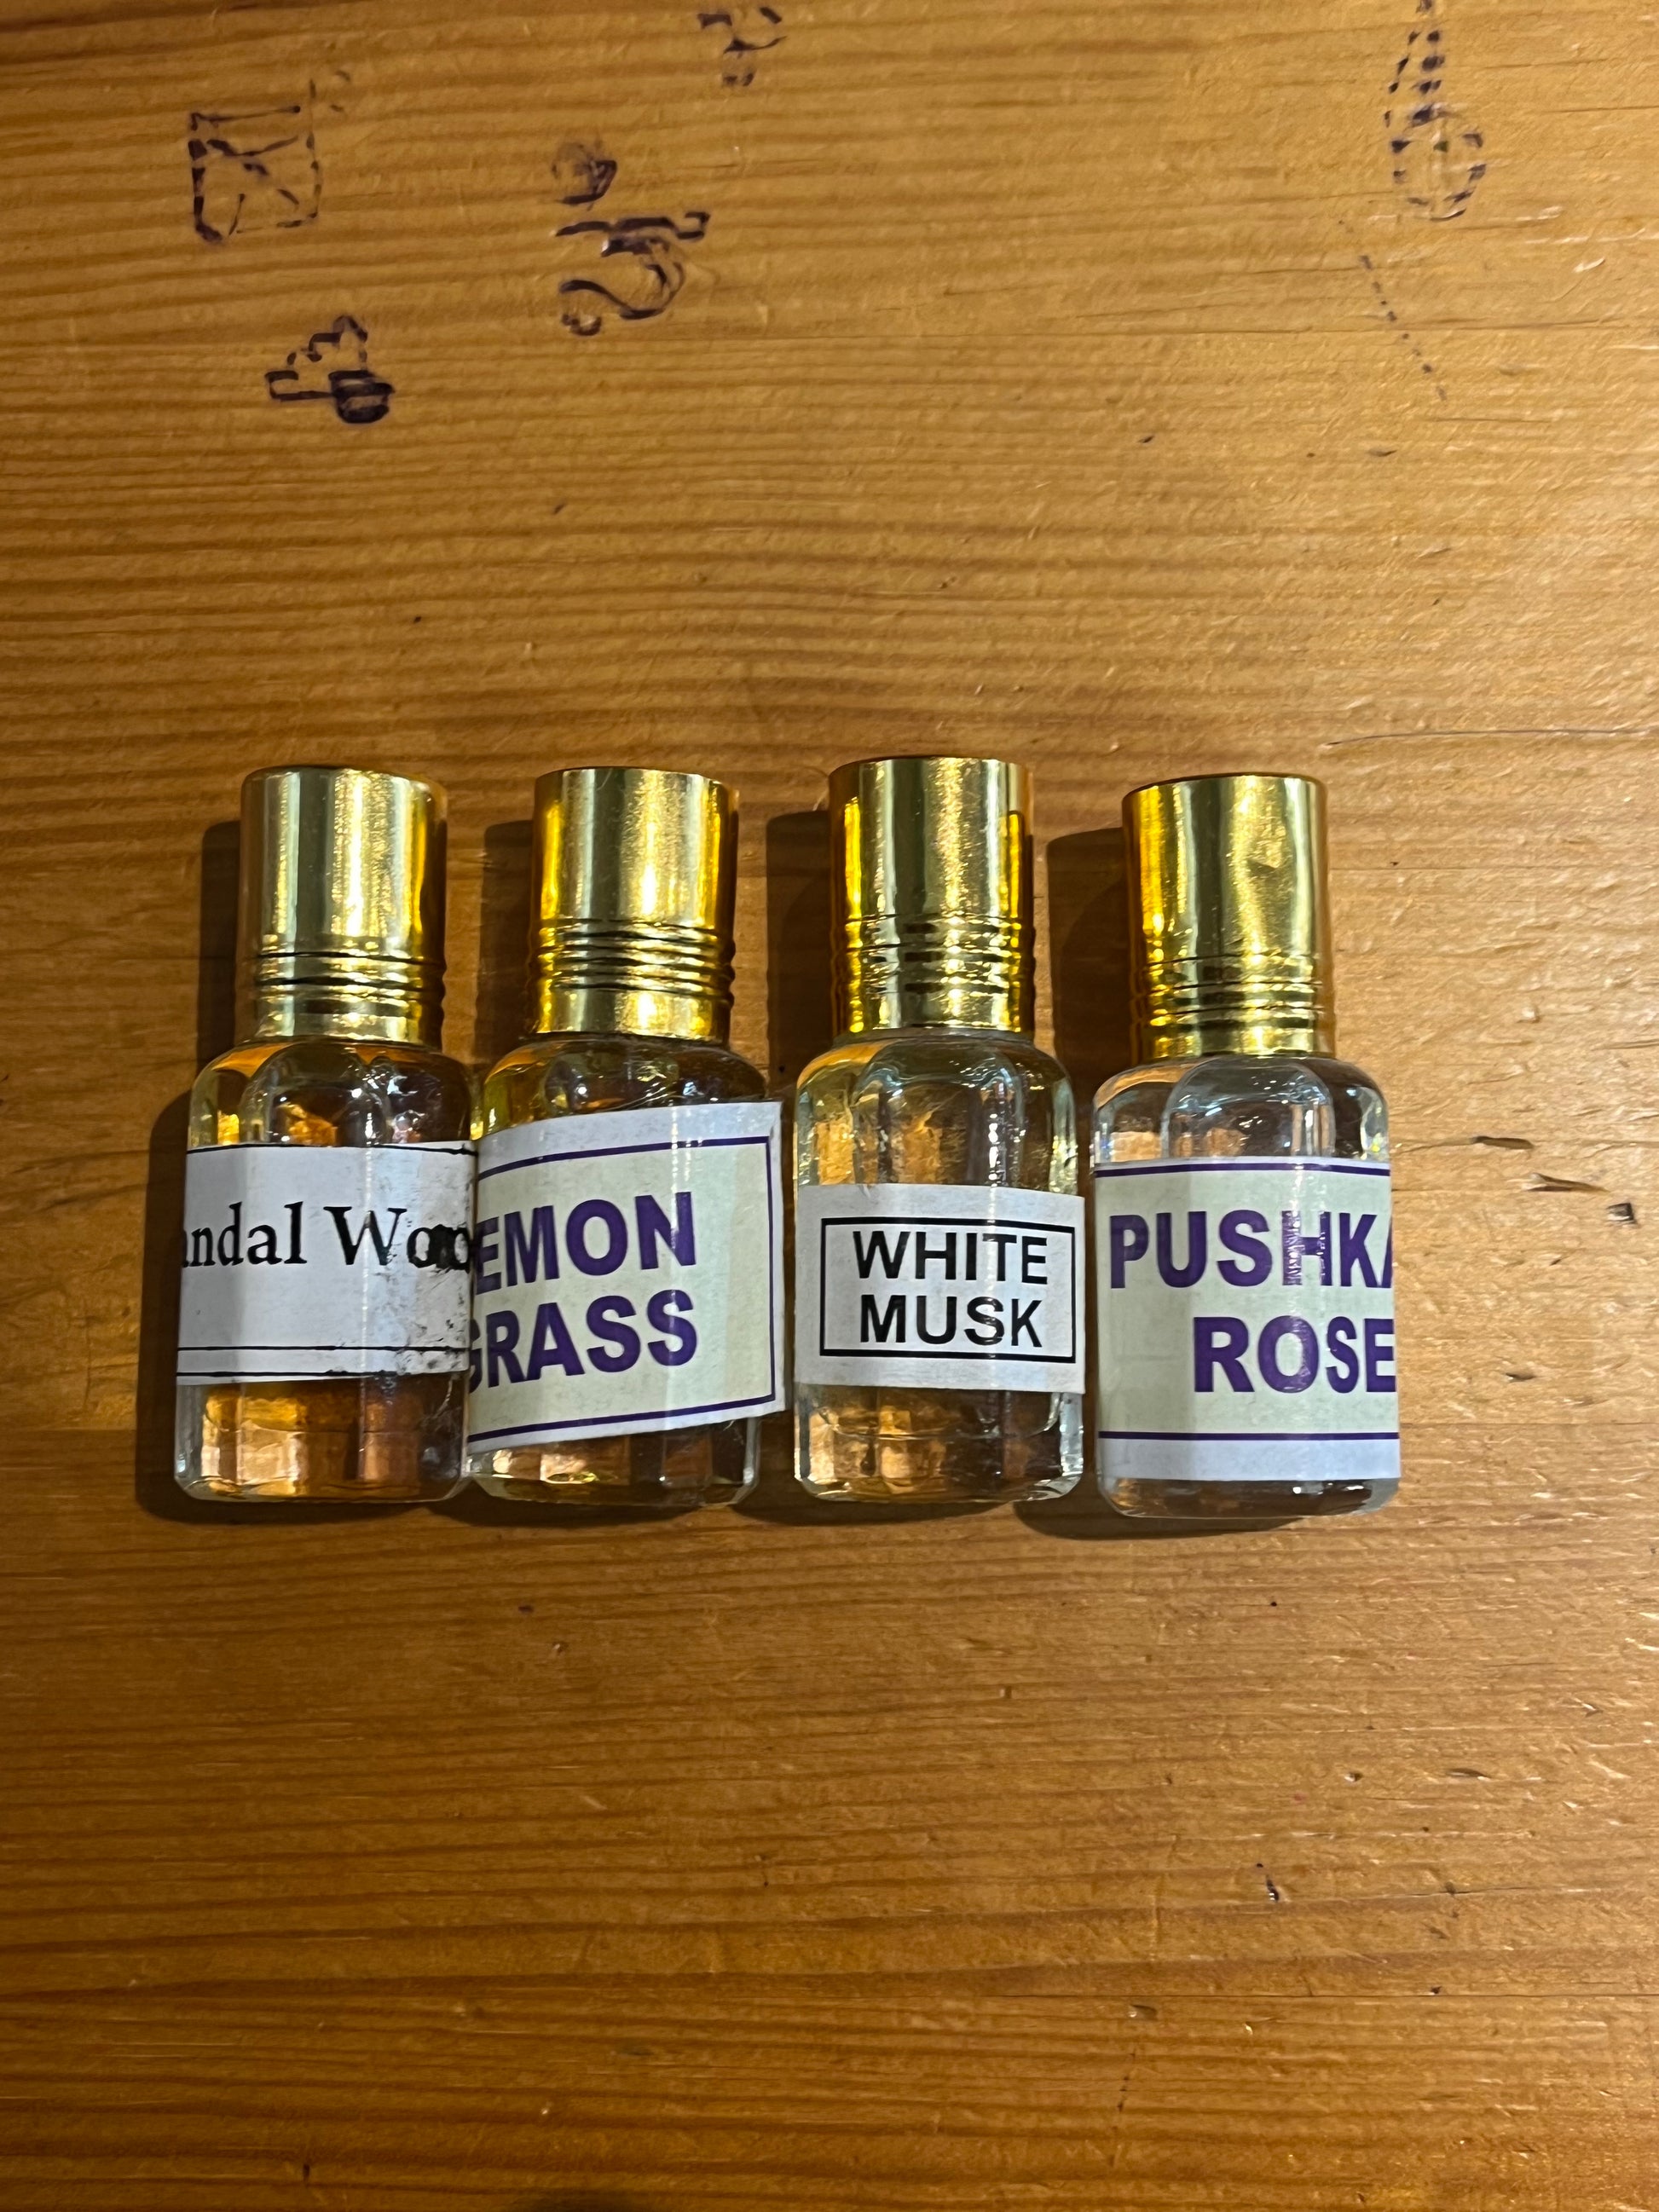 andal Woo
EMON
GRASS
WHITE
MUSK
PUSHKA
ROSE